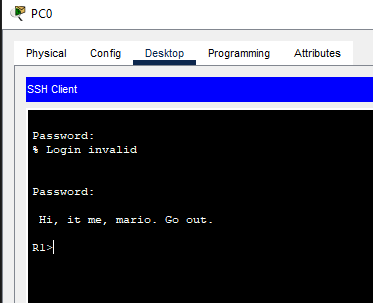 PC0
Physical Config Desktop Programming Attributes
SSH Client
Password:
% Login invalid
Password:
Hi, it me, mario. Go out.
R1>